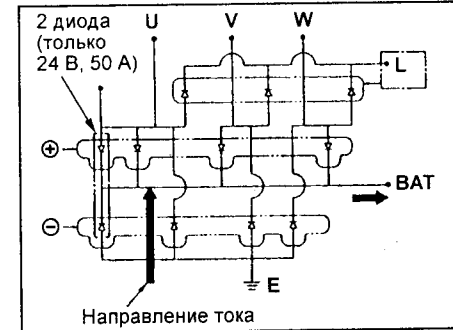 2 диода
(только
24 В, 50 А)
U
V
W
L
⊕
BAT
⊖
E
Направление тока